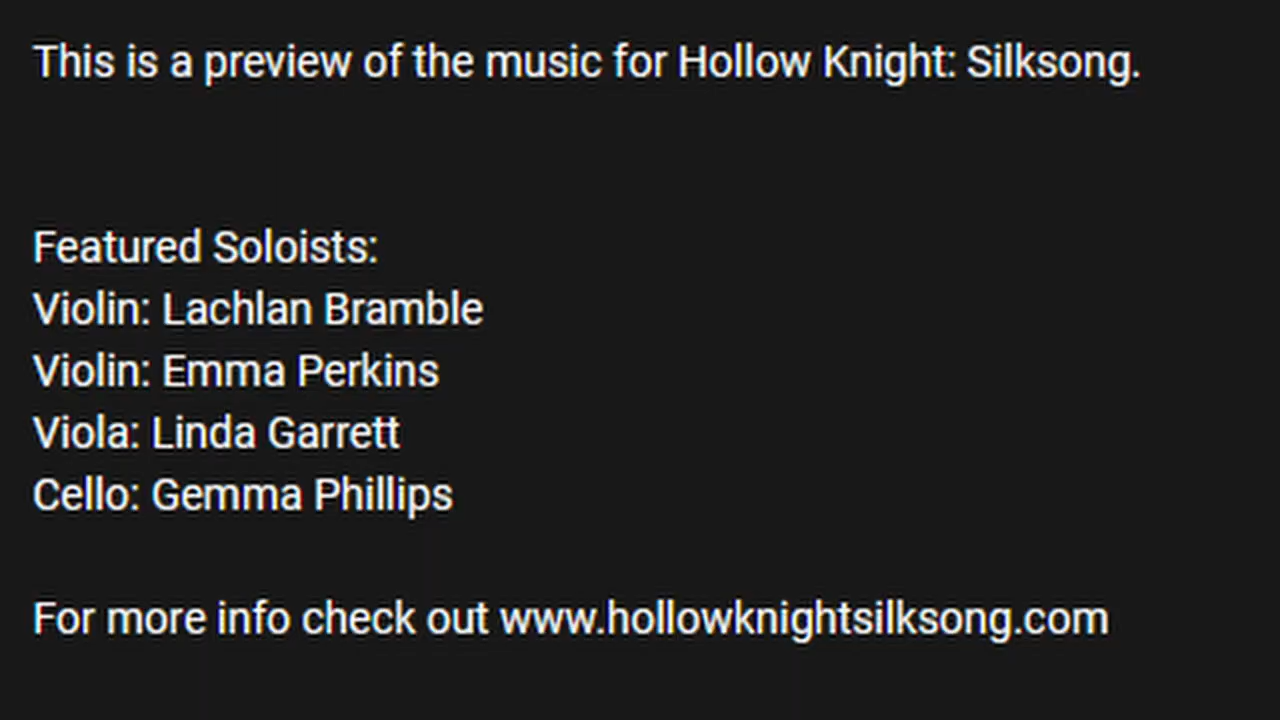 This is a preview of the music for Hollow Knight: Silksong.
Featured Soloists:
Violin: Lachlan Bramble
Violin: Emma Perkins
Viola: Linda Garrett
Cello: Gemma Phillips
For more info check out www.hollowknightsilksong.com